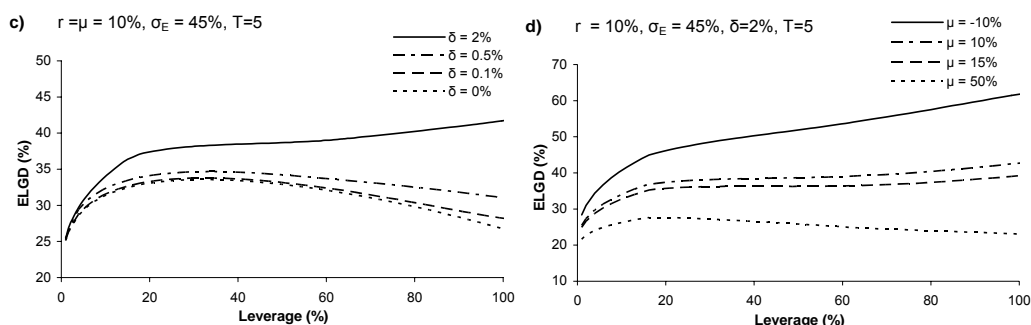 c) r =μ = 10%, σE = 45%, T=5
δ = 2%
δ = 0.5%
δ = 0.1%
δ = 0%
50
45
40
35
30
25
20
ELGD (%)
0 20 40 60 80 100
Leverage (%)
d) r = 10%, σE = 45%, δ=2%, T=5
μ = -10%
μ = 10%
μ = 15%
μ = 50%
70
60
50
40
30
20
10
ELGD (%)
0 20 40 60 80 100
Leverage (%)